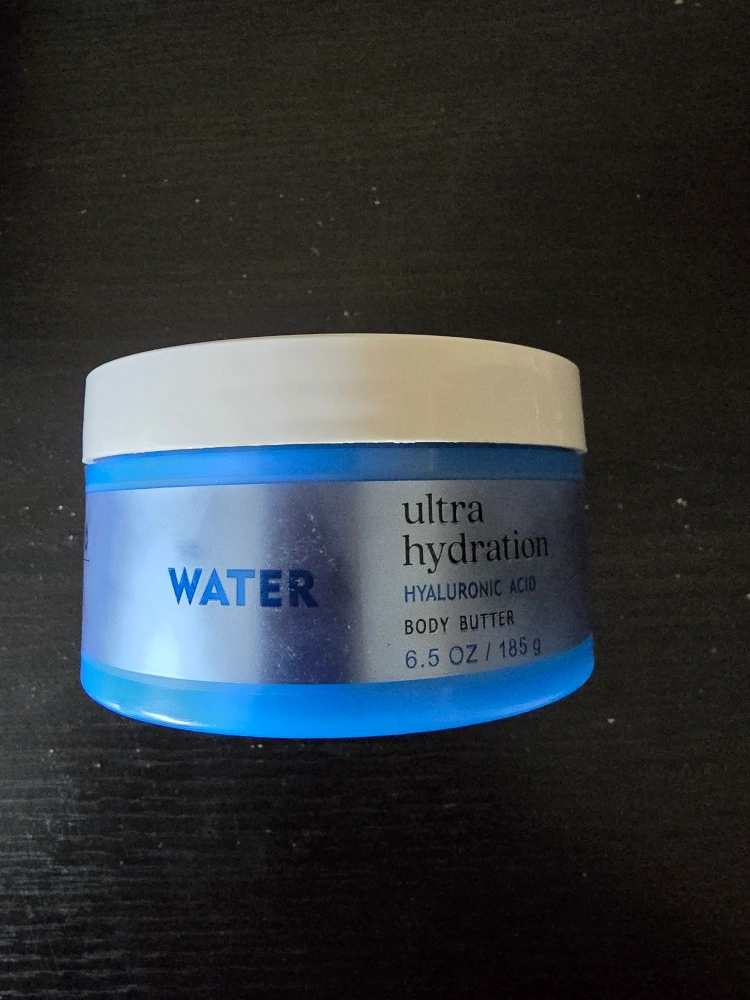 WATER
ultra
hydration
HYALURONIC ACID
BODY BUTTER
6.5 OZ / 185 g